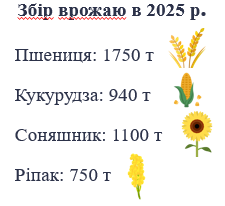 Збір врожаю в 2025 р.
Пшениця: 1750 т
Кукурудза: 940 т
Соняшник: 1100 т
Ріпак: 750 т